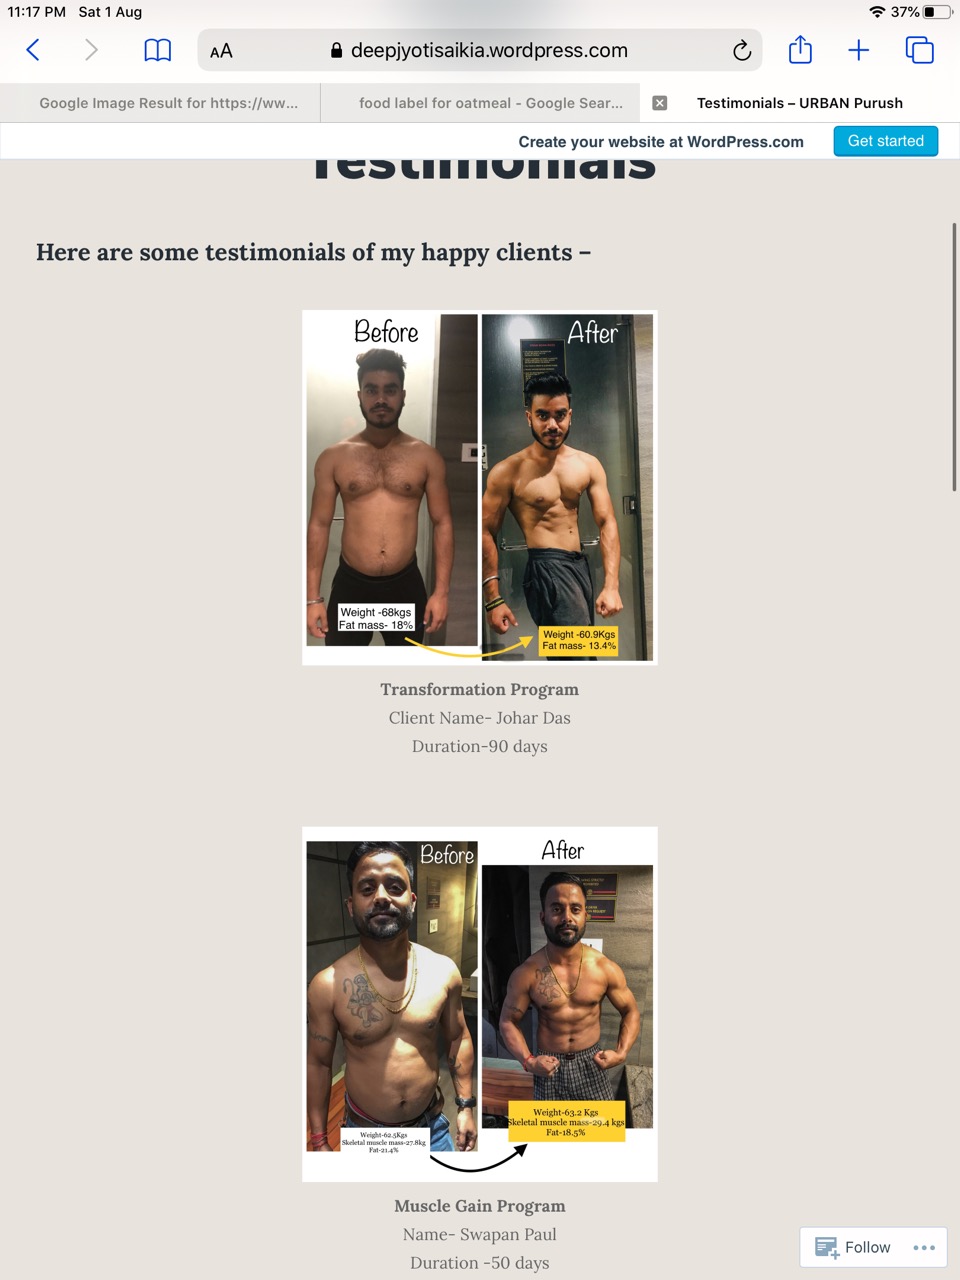 11:17 PM Sat 1 Aug
37%
AA
deepjyotisaikia.wordpress.com
Google Image Result for https://ww...
food label for oatmeal - Google Sear...
Testimonials – URBAN Purush
Create your website at WordPress.com
Get started
Testimonials
Here are some testimonials of my happy clients –
Before
After
Weight -68kgs
Fat mass- 18%
Weight -60.9Kgs
Fat mass- 13.4%
Transformation Program
Client Name- Johar Das
Duration-90 days
Before
After
Weight-62.5Kgs
Skeletal muscle mass-27.8kg
Fat-21.4%
Weight-63.2 Kgs
Skeletal muscle mass-29.4 kgs
Fat-18.5%
Muscle Gain Program
Name- Swapan Paul
Duration -50 days
Follow